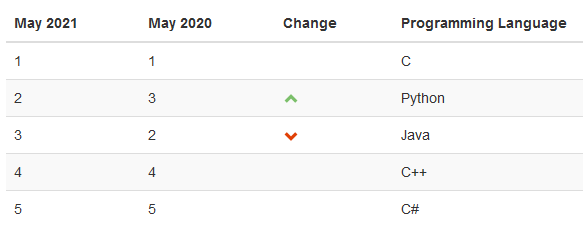 May 2021 May 2020 Change Programming Language
1 1 C
2 3 Python
3 2 Java
4 4 C++
5 5 C#